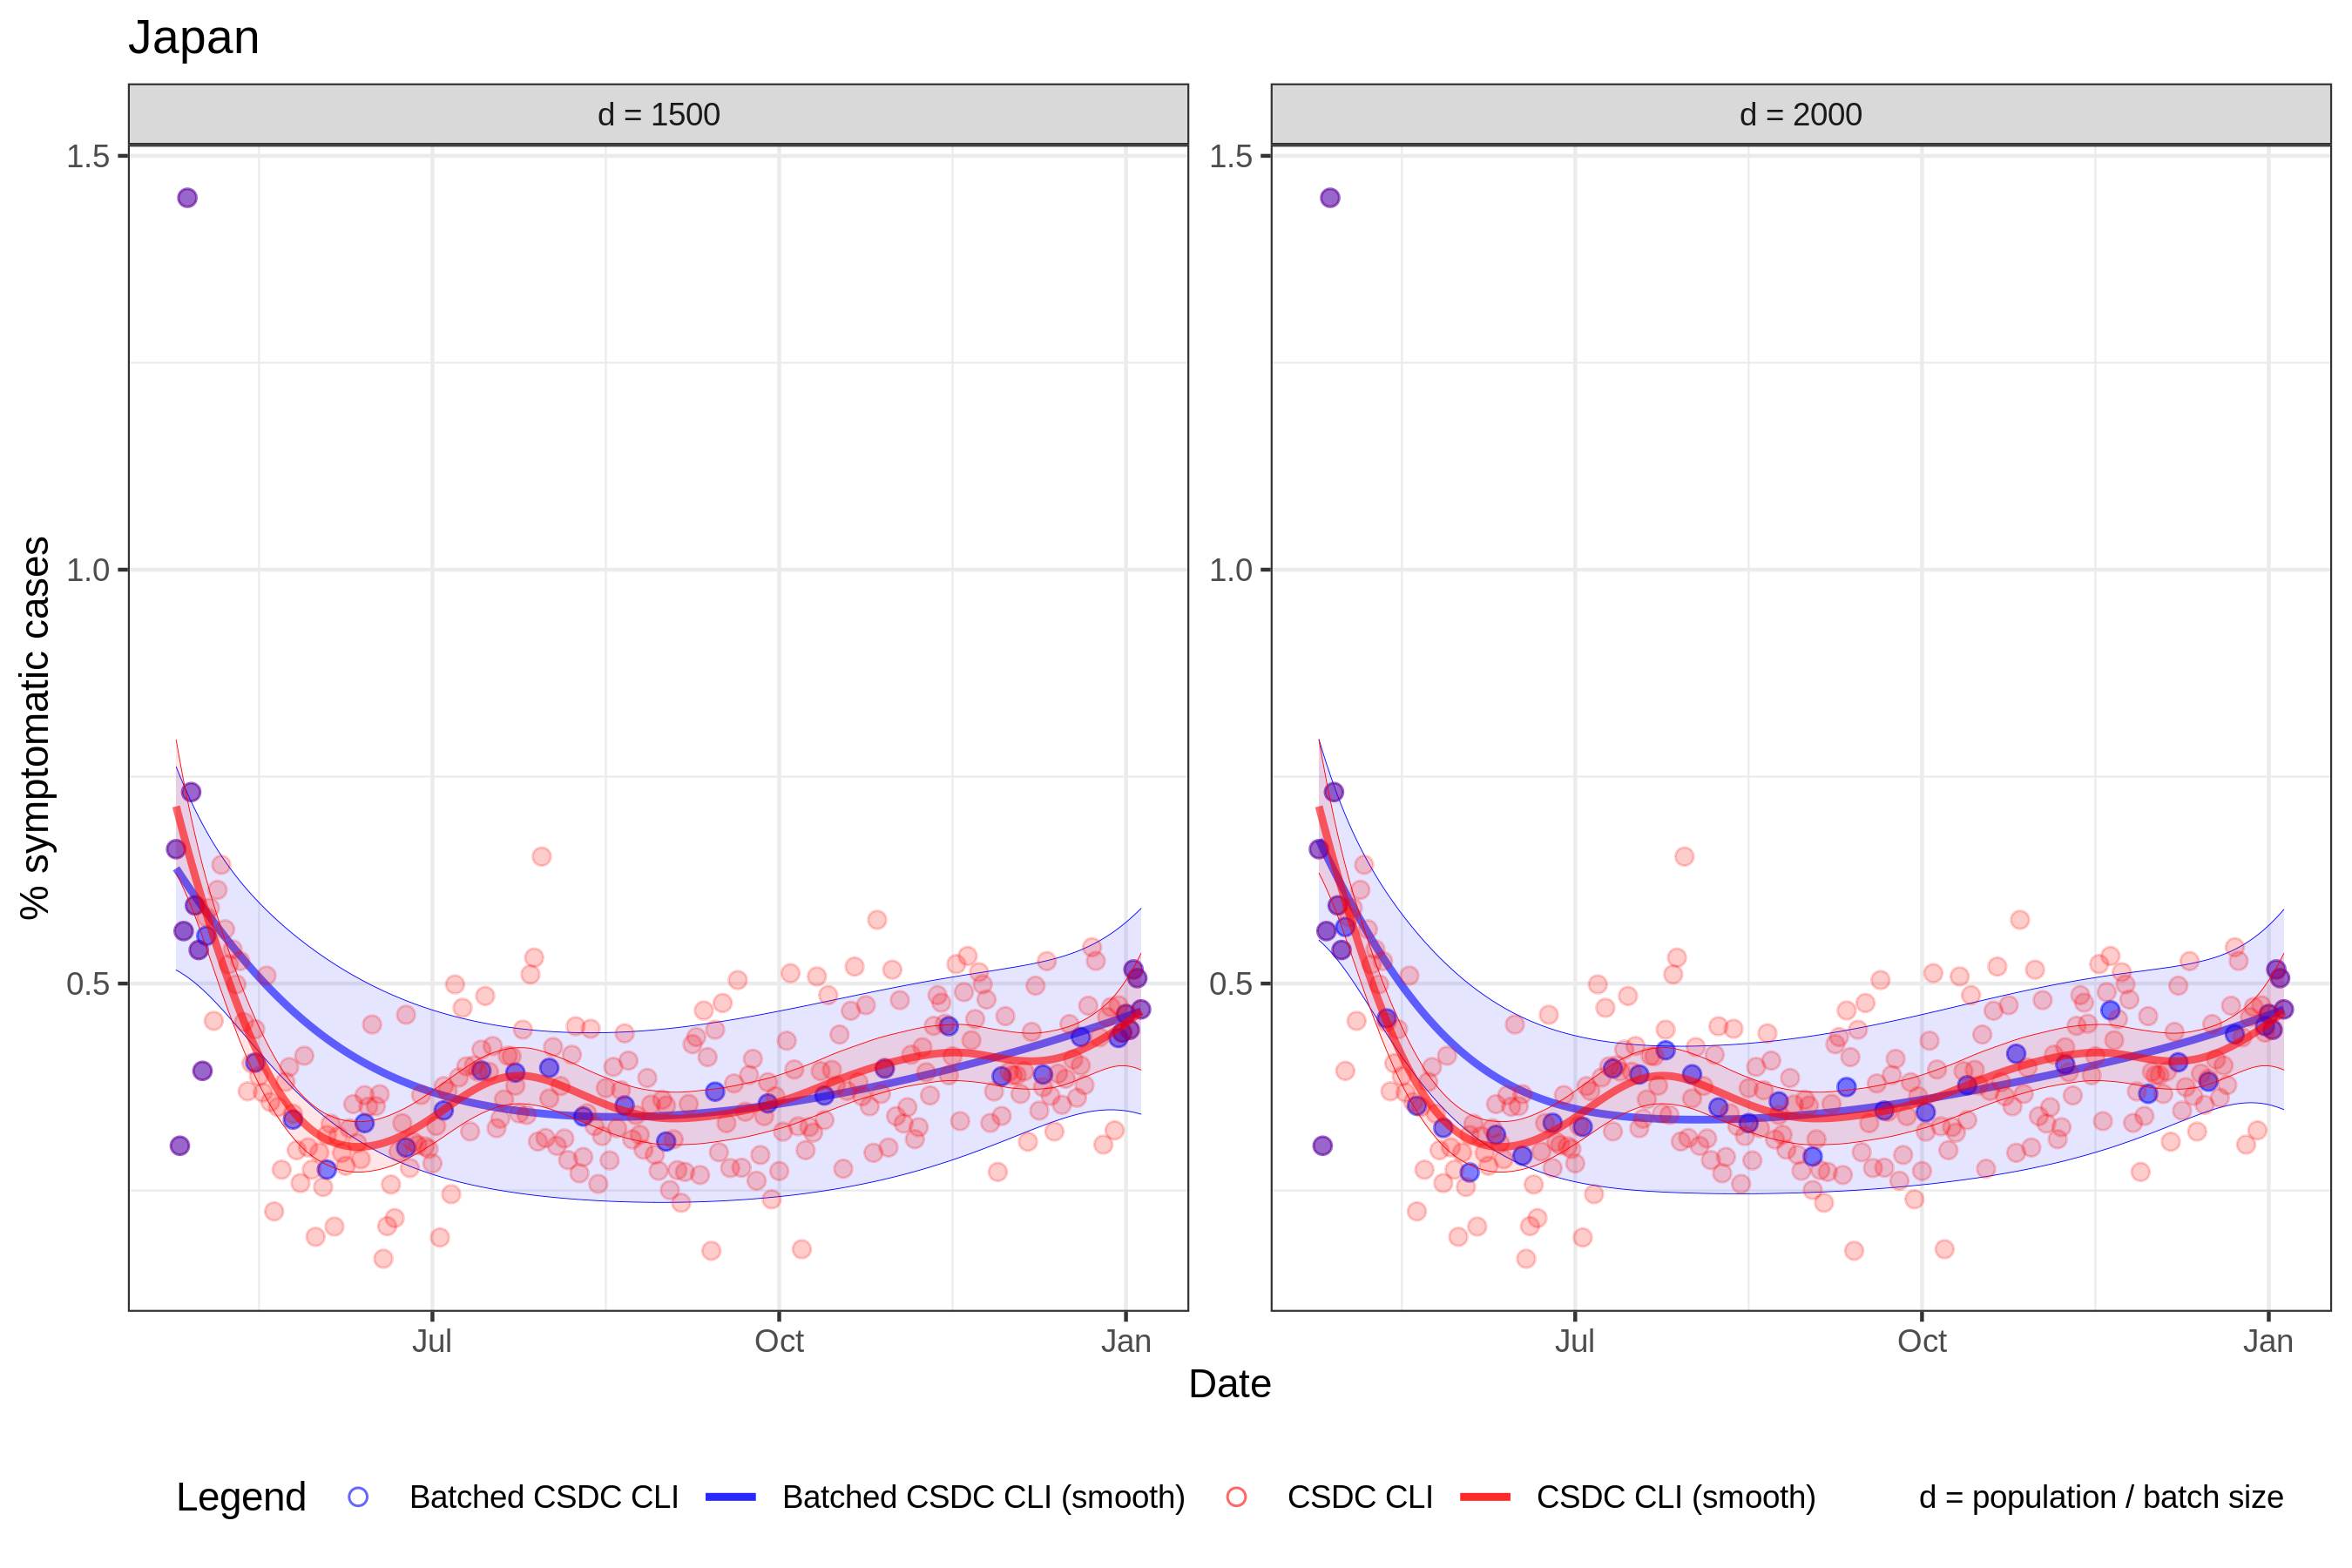 Japan
d = 1500
d = 2000
1.5
1.0
0.5
1.5
1.0
0.5
% symptomatic cases
Jul
Oct
Jan
Jul
Oct
Jan
Date
Legend
Batched CSDC CLI
Batched CSDC CLI (smooth)
CSDC CLI
CSDC CLI (smooth)
d = population / batch size